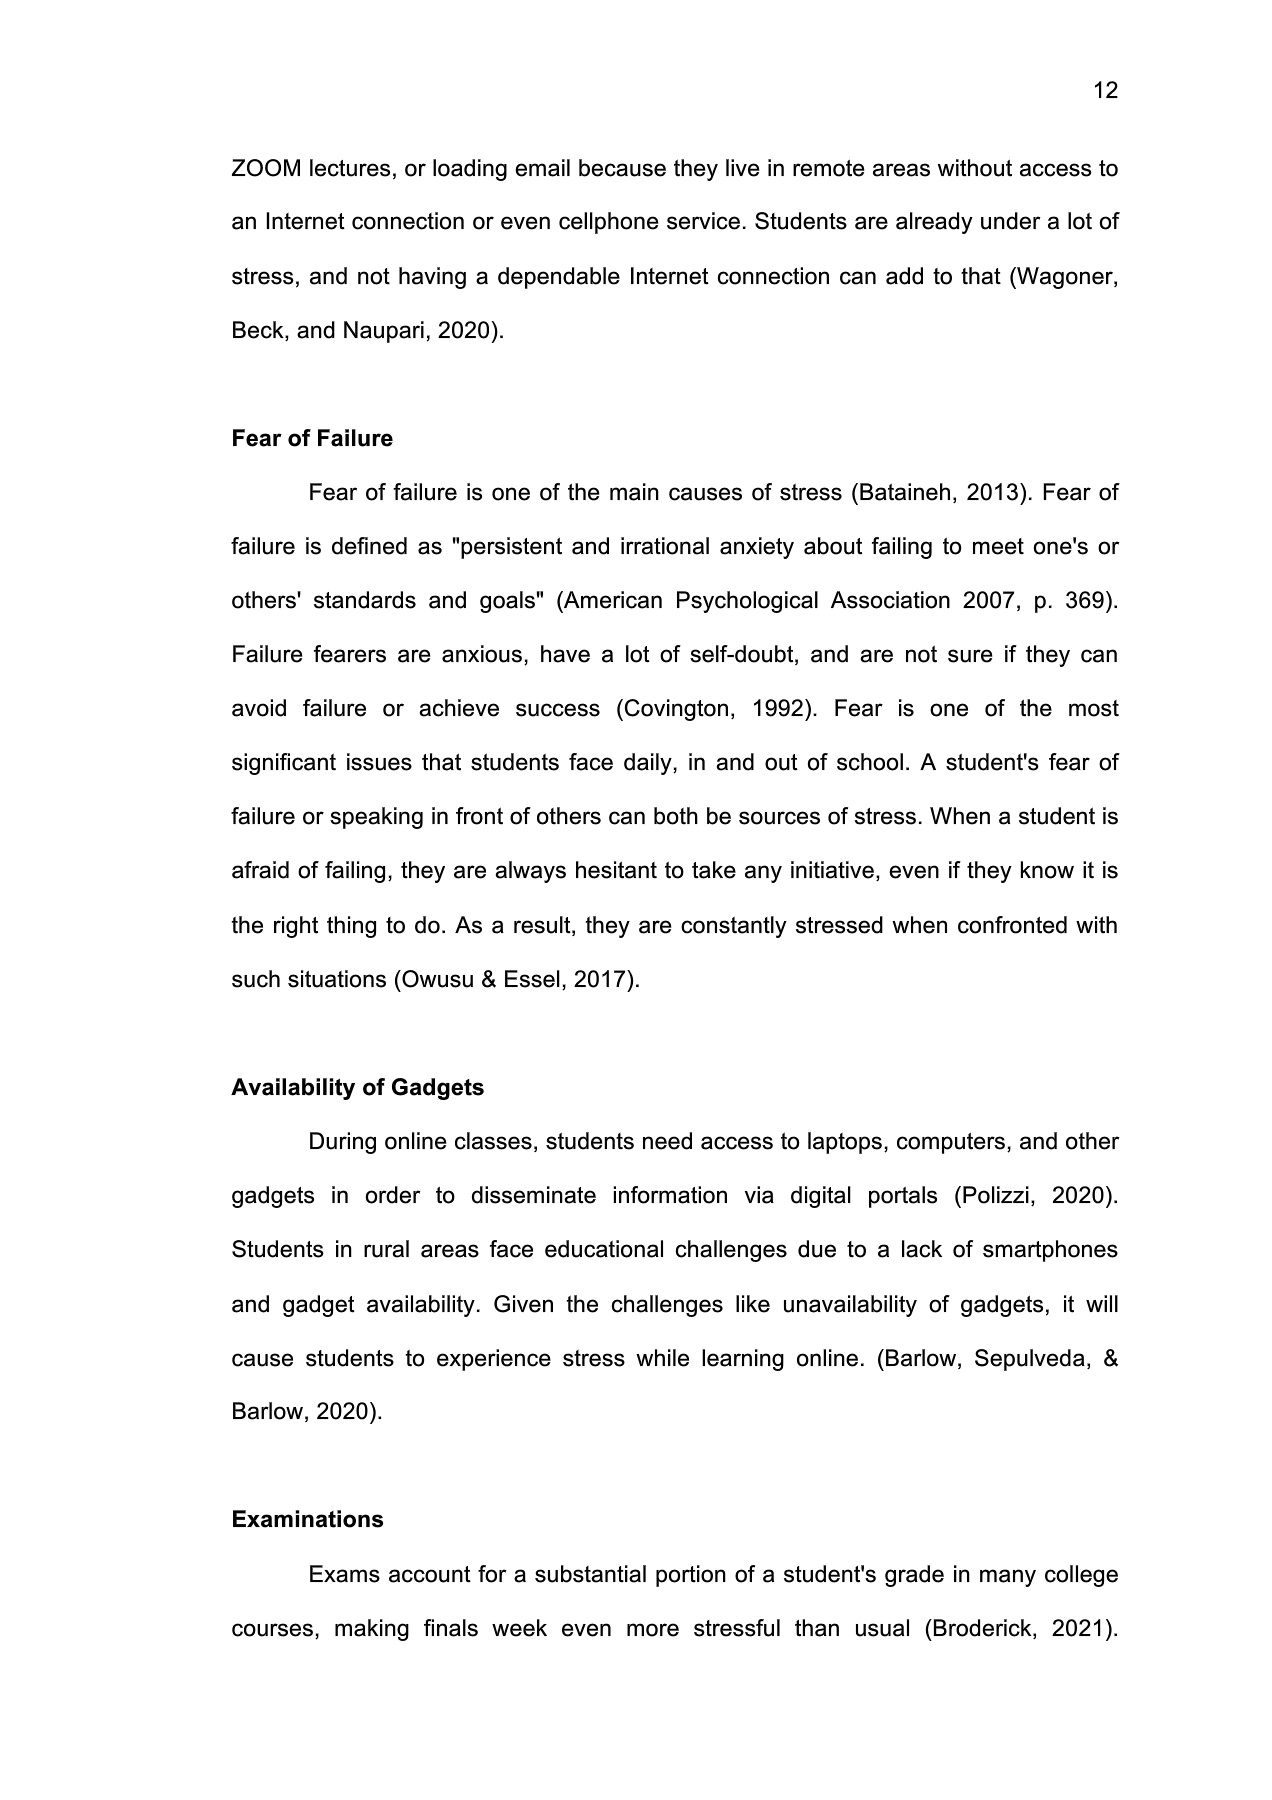 12
ZOOM lectures, or loading email because they live in remote areas without access to
an Internet connection or even cellphone service. Students are already under a lot of
stress, and not having a dependable Internet connection can add to that (Wagoner,
Beck, and Naupari, 2020).
Fear of Failure
Fear of failure is one of the main causes of stress (Bataineh, 2013). Fear of
failure is defined as "persistent and irrational anxiety about failing to meet one's or
others' standards and goals" (American Psychological Association 2007, p. 369).
Failure fearers are anxious, have a lot of self-doubt, and are not sure if they can
avoid failure or achieve success (Covington, 1992). Fear is one of the most
significant issues that students face daily, in and out of school. A student's fear of
failure or speaking in front of others can both be sources of stress. When a student is
afraid of failing, they are always hesitant to take any initiative, even if they know it is
the right thing to do. As a result, they are constantly stressed when confronted with
such situations (Owusu & Essel, 2017).
Availability of Gadgets
During online classes, students need access to laptops, computers, and other
gadgets in order to disseminate information via digital portals (Polizzi, 2020).
Students in rural areas face educational challenges due to a lack of smartphones
and gadget availability. Given the challenges like unavailability of gadgets, it will
cause students to experience stress while learning online. (Barlow, Sepulveda, &
Barlow, 2020).
Examinations
Exams account for a substantial portion of a student's grade in many college
courses, making finals week even more stressful than usual (Broderick, 2021).